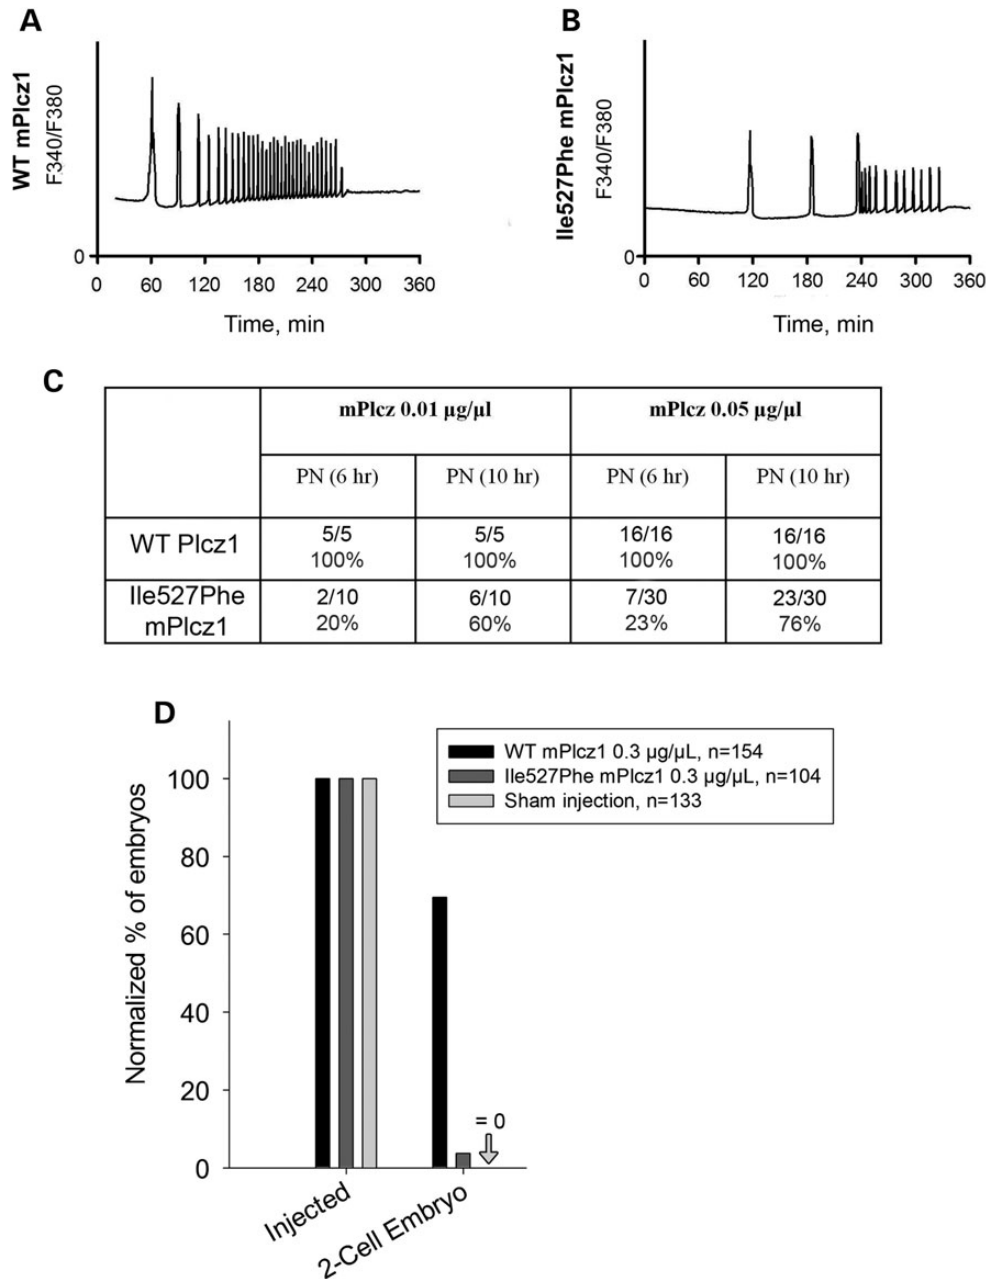 A
B
WT mPlcz1
F340/F380
0
0 60 120 180 240 300 360
Time, min
Ile527Phe mPlcz1
F340/F380
0
0 60 120 180 240 300 360
Time, min
C
mPlcz 0.01 µg/µl mPlcz 0.05 µg/µl
PN (6 hr) PN (10 hr) PN (6 hr) PN (10 hr)
WT Plcz1 5/5 5/5 16/16 16/16
100% 100% 100% 100%
Ile527Phe 2/10 6/10 7/30 23/30
mPlcz1 20% 60% 23% 76%
D
WT mPlcz1 0.3 µg/µL, n=154
Ile527Phe mPlcz1 0.3 µg/µL, n=104
Sham injection, n=133
Normalized % of embryos
100
80
60
40
20
0
= 0
Injected
2-Cell Embryo